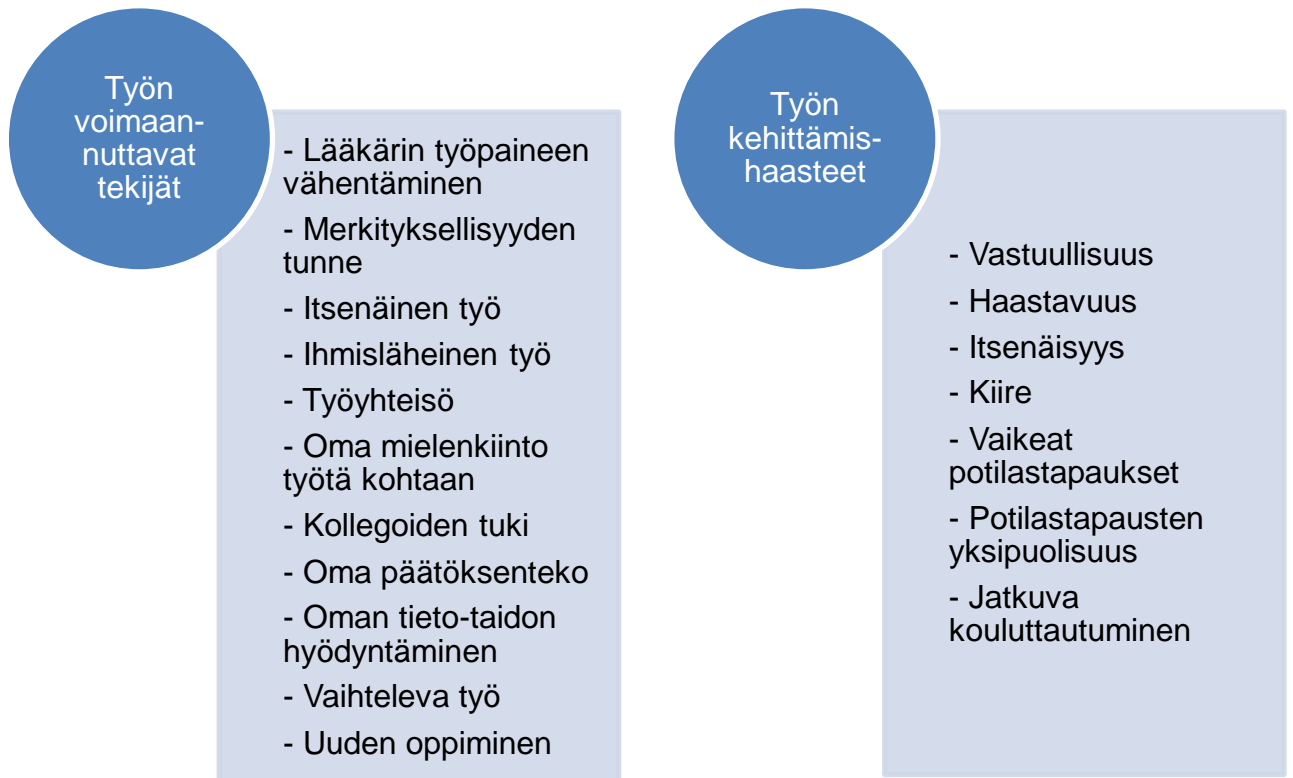 Työn
voimaan-
nuttavat
tekijät
- Lääkärin työpaineen
vähentäminen
- Merkityksellisyyden
tunne
- Itsenäinen työ
- Ihmisläheinen työ
- Työyhteisö
- Oma mielenkiinto
työtä kohtaan
- Kollegoiden tuki
- Oma päätöksenteko
- Oman tieto-taidon
hyödyntäminen
- Vaihteleva työ
- Uuden oppiminen
Työn
kehittämis-
haasteet
- Vastuullisuus
- Haastavuus
- Itsenäisyys
- Kiire
- Vaikeat
potilastapaukset
- Potilastapausten
yksipuolisuus
- Jatkuva
kouluttautuminen